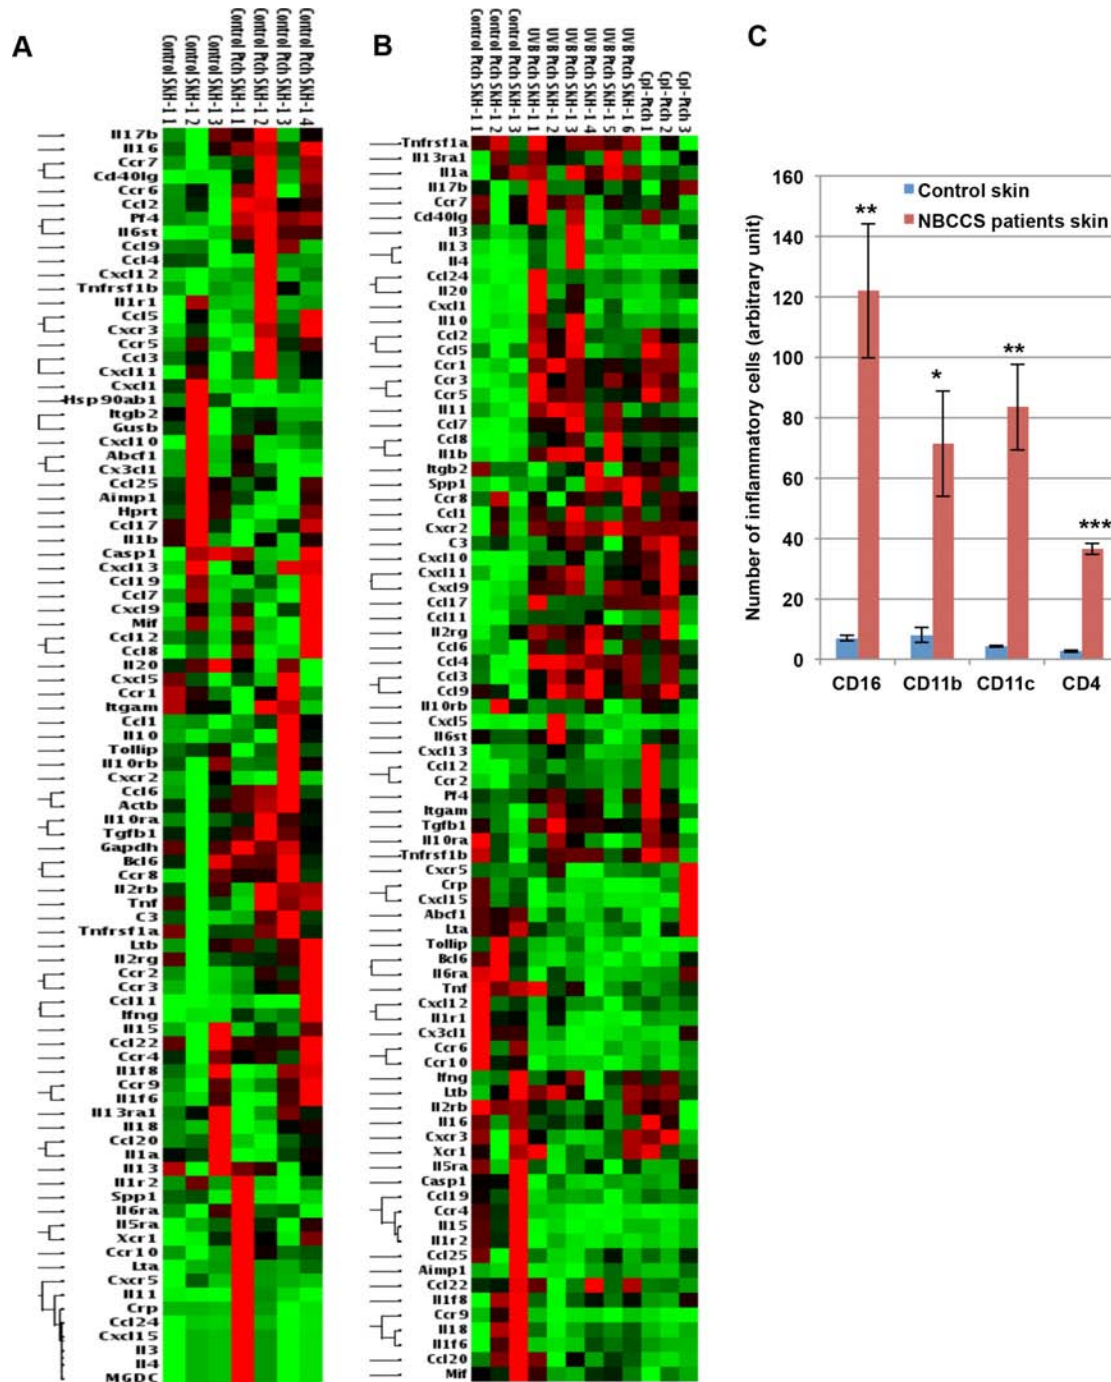 A
Control SKH-1 1
Control SKH-1 2
Control SKH-1 3
Control Ptch SKH-1 1
Control Ptch SKH-1 2
Control Ptch SKH-1 3
Control Ptch SKH-1 4
Il17b
Il16
Ccr7
Cd40lg
Ccr6
Ccl2
Pf4
Il6st
Ccl9
Ccl4
Cxcl12
Tnfrsf1b
Il1r1
Ccl5
Cxcr3
Ccr5
Ccl3
Cxcl11
Cxcl1
Hsp90ab1
Itgb2
Gusb
Cxcl10
Abcf1
Cx3cl1
Ccl25
Aimp1
Hprt
Ccl17
Il1b
Casp1
Cxcl13
Ccl19
Ccl7
Cxcl9
Mif
Ccl12
Ccl8
Il20
Cxcl5
Ccr1
Itgam
Ccl1
Il10
Tollip
Il10rb
Cxcr2
Ccl6
Actb
Il10ra
Tgfb1
Gapdh
Bcl6
Ccr8
Il2rb
Tnf
C3
Tnfrsf1a
Ltb
Il2rg
Ccr2
Ccr3
Ccl11
Ifng
Il15
Ccl22
Ccr4
Il1f8
Ccr9
Il1f6
Il13ra1
Il18
Ccl20
Il1a
Il13
Il1r2
Spp1
Il6ra
Il5ra
Xcr1
Ccr10
Lta
Cxcr5
Il11
Crp
Ccl24
Cxcl15
Il3
Il4
MGDC
B
Control Ptch SKH-1 1
Control Ptch SKH-1 2
Control Ptch SKH-1 3
UVB Ptch SKH-1 1
UVB Ptch SKH-1 2
UVB Ptch SKH-1 3
UVB Ptch SKH-1 4
UVB Ptch SKH-1 5
UVB Ptch SKH-1 6
Cpl-Ptch 1
Cpl-Ptch 2
Cpl-Ptch 3
Tnfrsf1a
Il13ra1
Il1a
Il17b
Ccr7
Cd40lg
Il3
Il13
Il4
Ccl24
Il20
Cxcl1
Il10
Ccl2
Ccl5
Ccr1
Ccr3
Ccr5
Il11
Ccl7
Ccl8
Il1b
Itgb2
Spp1
Ccr8
Ccl1
Cxcr2
C3
Cxcl10
Cxcl11
Cxcl9
Ccl17
Ccl11
Il2rg
Ccl6
Ccl4
Ccl3
Ccl9
Il10rb
Cxcl5
Il6st
Cxcl13
Ccl12
Ccr2
Pf4
Itgam
Tgfb1
Il10ra
Tnfrsf1b
Cxcr5
Crp
Cxcl15
Abcf1
Lta
Tollip
Bcl6
Il6ra
Tnf
Cxcl12
Il1r1
Cx3cl1
Ccr6
Ccr10
Ifng
Ltb
Il2rb
Il16
Cxcr3
Xcr1
Il5ra
Casp1
Ccl19
Ccr4
Il15
Il1r2
Ccl25
Aimp1
Ccl22
Il1f8
Ccr9
Il18
Il1f6
Ccl20
Mif
C
Number of inflammatory cells (arbitrary unit)
160
140
120
100
80
60
40
20
0
Control skin
NBCCS patients skin
**
*
**
***
CD16 CD11b CD11c CD4